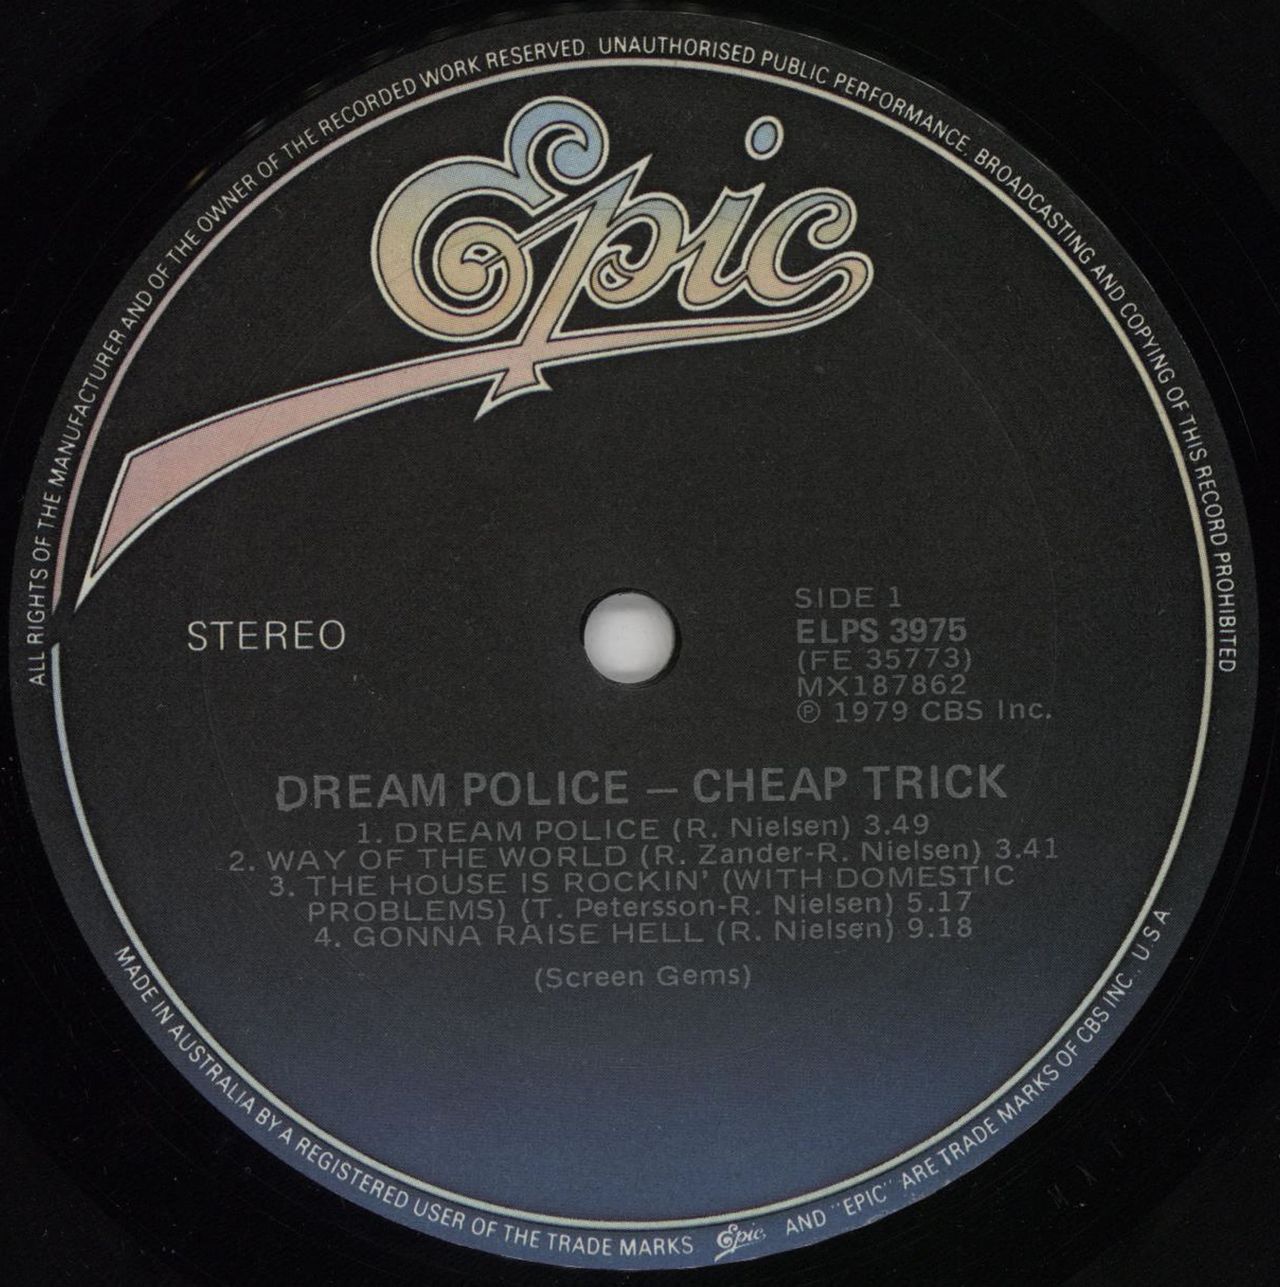 ALL RIGHTS OF THE MANUFACTURER AND OF THE OWNER OF THE RECORDED WORK RESERVED. UNAUTHORISED PUBLIC PERFORMANCE, BROADCASTING AND COPYING OF THIS RECORD PROHIBITED
Epic
STEREO
SIDE 1
ELPS 3975
(FE 35773)
MX187862
℗ 1979 CBS Inc.
DREAM POLICE – CHEAP TRICK
1. DREAM POLICE (R. Nielsen) 3.49
2. WAY OF THE WORLD (R. Zander-R. Nielsen) 3.41
3. THE HOUSE IS ROCKIN' (WITH DOMESTIC
PROBLEMS) (T. Petersson-R. Nielsen) 5.17
4. GONNA RAISE HELL (R. Nielsen) 9.18
(Screen Gems)
MADE IN AUSTRALIA BY A REGISTERED USER OF THE TRADE MARKS Epic AND "EPIC" ARE TRADE MARKS OF CBS INC., U.S.A.